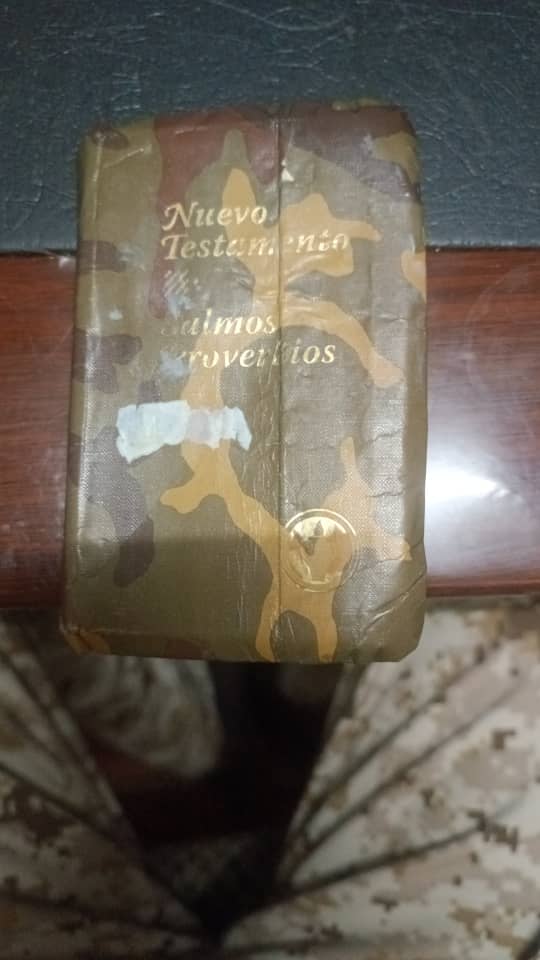 Nuevo
Testamento
Salmos
Proverbios